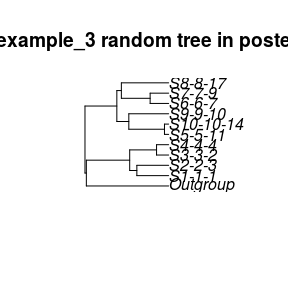 example_3 random tree in poste
S8-8-17
S7-7-9
S6-6-7
S9-9-10
S10-10-14
S5-5-11
S4-4-4
S3-3-2
S2-2-3
S1-1-1
Outgroup